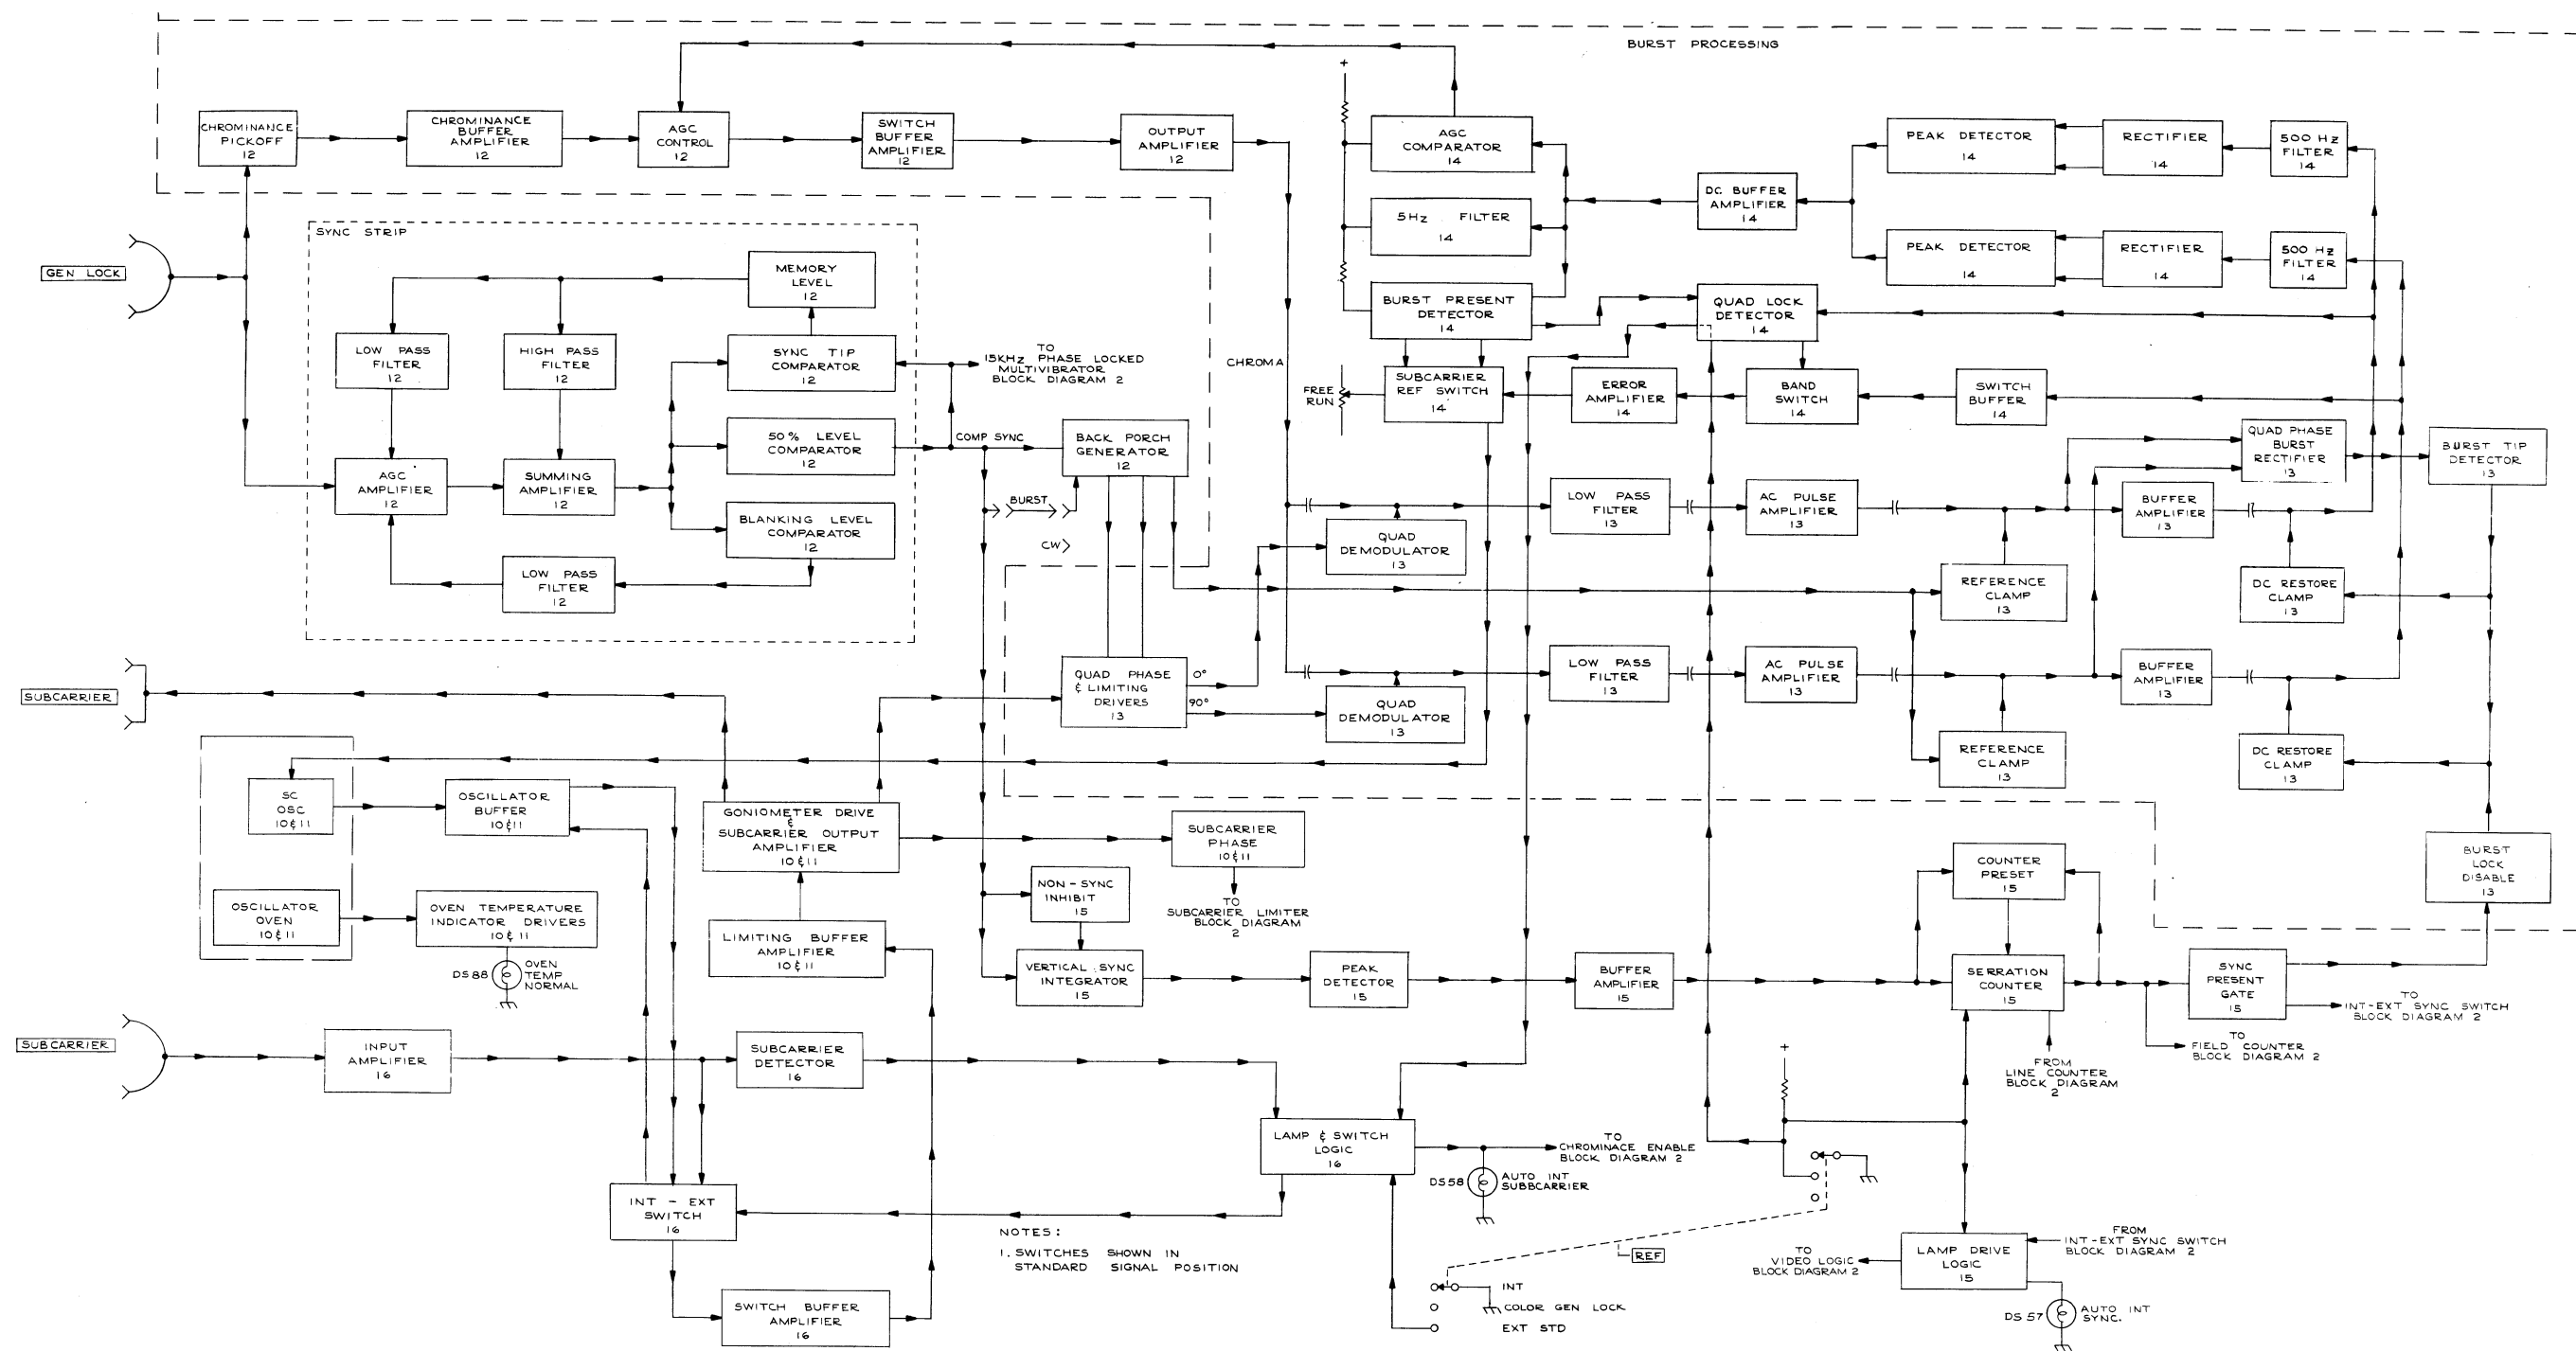 BURST PROCESSING
CHROMINANCE
PICKOFF
12
CHROMINANCE
BUFFER
AMPLIFIER
12
AGC
CONTROL
12
SWITCH
BUFFER
AMPLIFIER
12
OUTPUT
AMPLIFIER
12
+
AGC
COMPARATOR
14
PEAK DETECTOR
14
RECTIFIER
14
500 Hz
FILTER
14
DC BUFFER
AMPLIFIER
14
5Hz FILTER
14
PEAK DETECTOR
14
RECTIFIER
14
500 Hz
FILTER
14
GEN LOCK
SYNC STRIP
MEMORY
LEVEL
12
LOW PASS
FILTER
12
HIGH PASS
FILTER
12
SYNC TIP
COMPARATOR
12
TO
15KHz PHASE LOCKED
MULTIVIBRATOR
BLOCK DIAGRAM 2
CHROMA
BURST PRESENT
DETECTOR
14
QUAD LOCK
DETECTOR
14
FREE
RUN
SUBCARRIER
REF SWITCH
14
ERROR
AMPLIFIER
14
BAND
SWITCH
14
SWITCH
BUFFER
14
50% LEVEL
COMPARATOR
12
COMP SYNC
BACK PORCH
GENERATOR
12
QUAD PHASE
BURST
RECTIFIER
13
BURST TIP
DETECTOR
13
AGC
AMPLIFIER
12
SUMMING
AMPLIFIER
12
BLANKING LEVEL
COMPARATOR
12
BURST
CW
LOW PASS
FILTER
13
AC PULSE
AMPLIFIER
13
BUFFER
AMPLIFIER
13
QUAD
DEMODULATOR
13
LOW PASS
FILTER
12
REFERENCE
CLAMP
13
DC RESTORE
CLAMP
13
SUBCARRIER
QUAD PHASE
& LIMITING
DRIVERS
13
0°
90°
QUAD
DEMODULATOR
13
LOW PASS
FILTER
13
AC PULSE
AMPLIFIER
13
BUFFER
AMPLIFIER
13
REFERENCE
CLAMP
13
DC RESTORE
CLAMP
13
SC
OSC
10&11
OSCILLATOR
BUFFER
10&11
GONIOMETER DRIVE
&
SUBCARRIER OUTPUT
AMPLIFIER
10&11
SUBCARRIER
PHASE
10&11
TO
SUBCARRIER LIMITER
BLOCK DIAGRAM
2
BURST
LOCK
DISABLE
13
COUNTER
PRESET
15
NON-SYNC
INHIBIT
15
OSCILLATOR
OVEN
10&11
OVEN TEMPERATURE
INDICATOR DRIVERS
10&11
DS88
OVEN
TEMP
NORMAL
LIMITING BUFFER
AMPLIFIER
10&11
VERTICAL SYNC
INTEGRATOR
15
PEAK
DETECTOR
15
BUFFER
AMPLIFIER
15
SERRATION
COUNTER
15
SYNC
PRESENT
GATE
15
TO
INT-EXT SYNC SWITCH
BLOCK DIAGRAM 2
TO
FIELD COUNTER
BLOCK DIAGRAM 2
FROM
LINE COUNTER
BLOCK DIAGRAM
2
SUBCARRIER
INPUT
AMPLIFIER
16
SUBCARRIER
DETECTOR
16
+
LAMP & SWITCH
LOGIC
16
TO
CHROMINACE ENABLE
BLOCK DIAGRAM 2
DS58
AUTO INT
SUBBCARRIER
INT - EXT
SWITCH
16
NOTES:
1. SWITCHES SHOWN IN
STANDARD SIGNAL POSITION
REF
TO
VIDEO LOGIC
BLOCK DIAGRAM 2
LAMP DRIVE
LOGIC
15
FROM
INT-EXT SYNC SWITCH
BLOCK DIAGRAM 2
SWITCH BUFFER
AMPLIFIER
16
INT
COLOR GEN LOCK
EXT STD
DS 57
AUTO INT
SYNC.